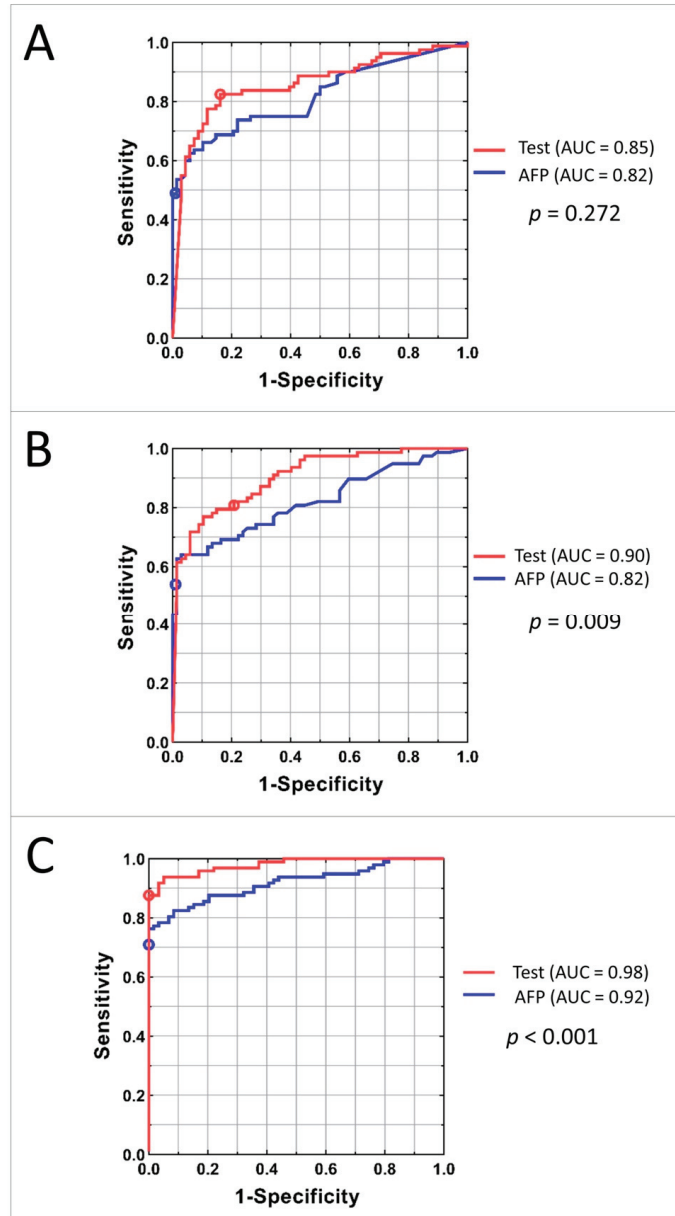 A
1.0
0.8
0.6
0.4
0.2
0.0
Sensitivity
0.0 0.2 0.4 0.6 0.8 1.0
1-Specificity
Test (AUC = 0.85)
AFP (AUC = 0.82)
p = 0.272
B
1.0
0.8
0.6
0.4
0.2
0.0
Sensitivity
0.0 0.2 0.4 0.6 0.8 1.0
1-Specificity
Test (AUC = 0.90)
AFP (AUC = 0.82)
p = 0.009
C
1.0
0.8
0.6
0.4
0.2
0.0
Sensitivity
0.0 0.2 0.4 0.6 0.8 1.0
1-Specificity
Test (AUC = 0.98)
AFP (AUC = 0.92)
p < 0.001